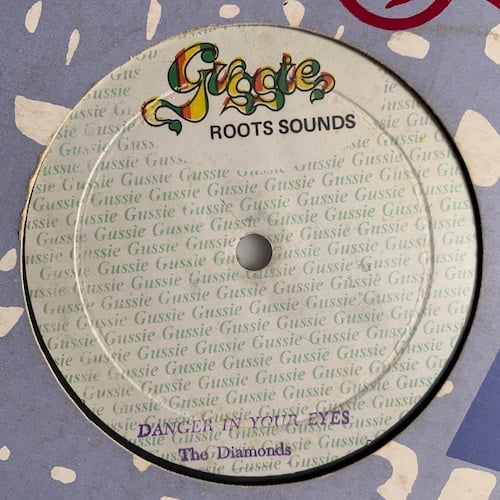 Gussie
ROOTS SOUNDS
DANGER IN YOUR EYES
The Diamonds